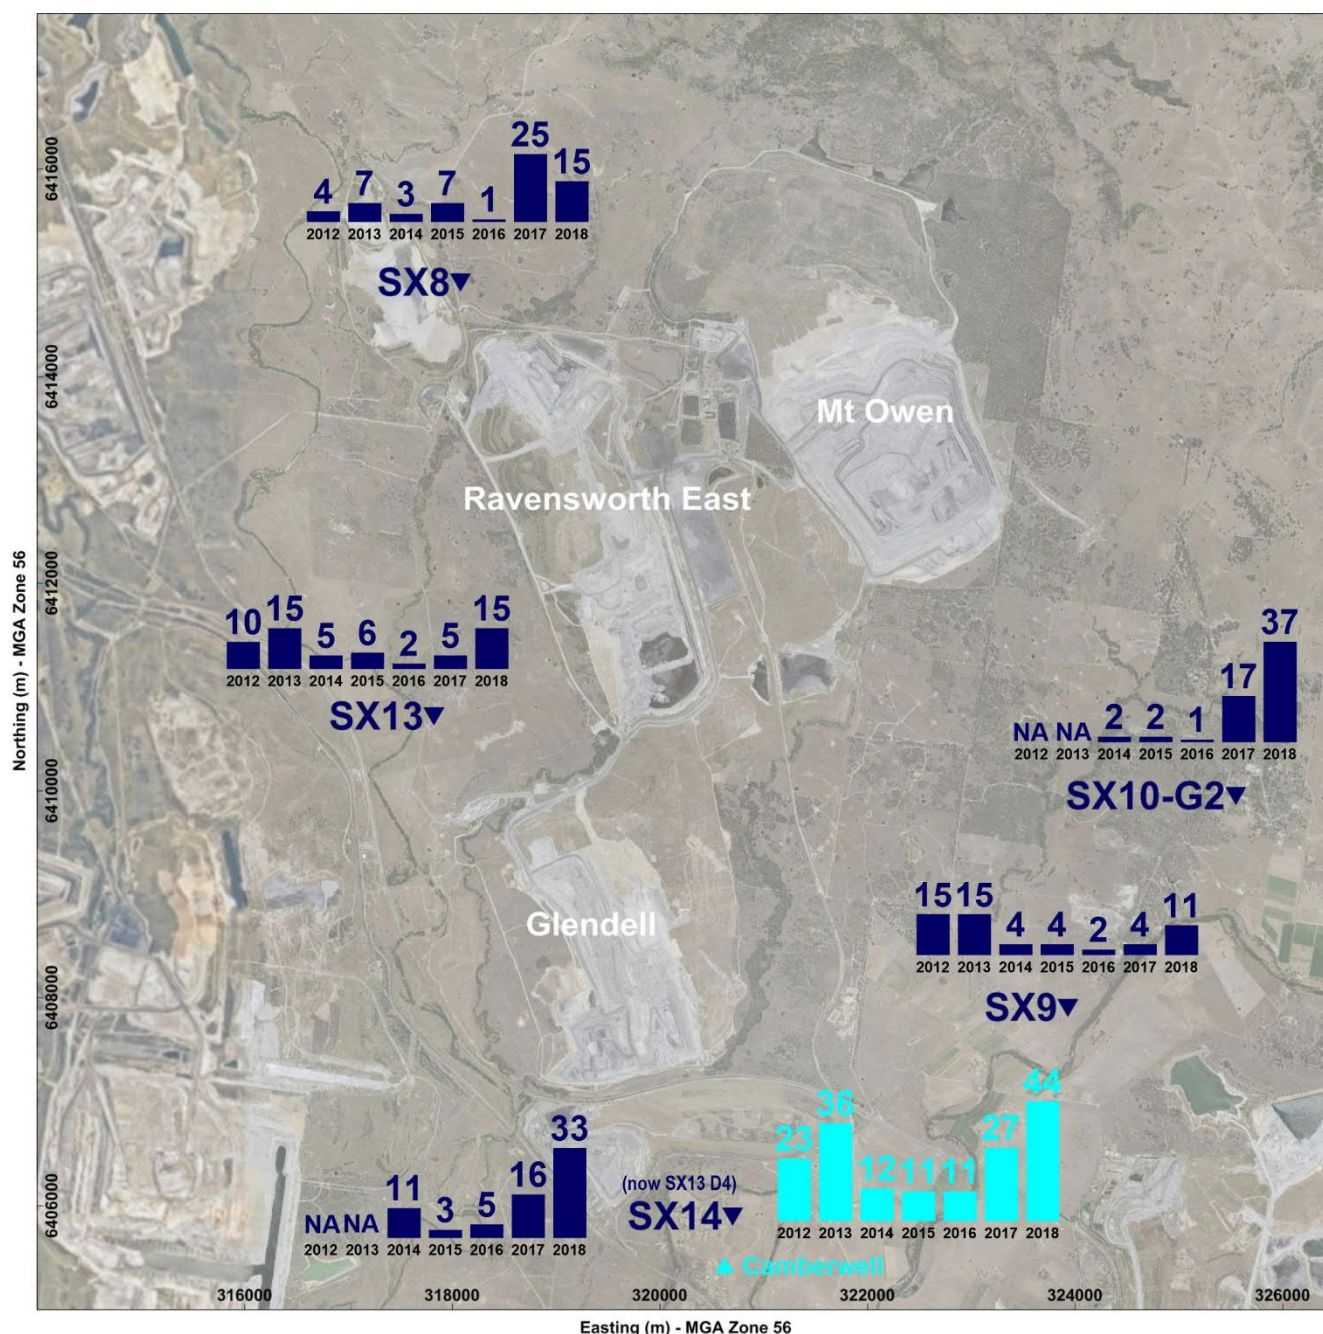 25
15
7
7
4
3
1
2012 2013 2014 2015 2016 2017 2018
SX8▼
Mt Owen
Ravensworth East
10 15 5 6 2 5 15
2012 2013 2014 2015 2016 2017 2018
SX13▼
37
17
NA NA 2 2 1
2012 2013 2014 2015 2016 2017 2018
SX10-G2▼
15 15 4 4 2 4 11
2012 2013 2014 2015 2016 2017 2018
SX9▼
Glendell
33
16
11
NA NA 3 5
2012 2013 2014 2015 2016 2017 2018
(now SX13 D4)
SX14▼
44
36
27
23
12 11 11
2012 2013 2014 2015 2016 2017 2018
▲ Camberwell
6416000
6414000
6412000
6410000
6408000
6406000
Northing (m) - MGA Zone 56
316000 318000 320000 322000 324000 326000
Easting (m) - MGA Zone 56